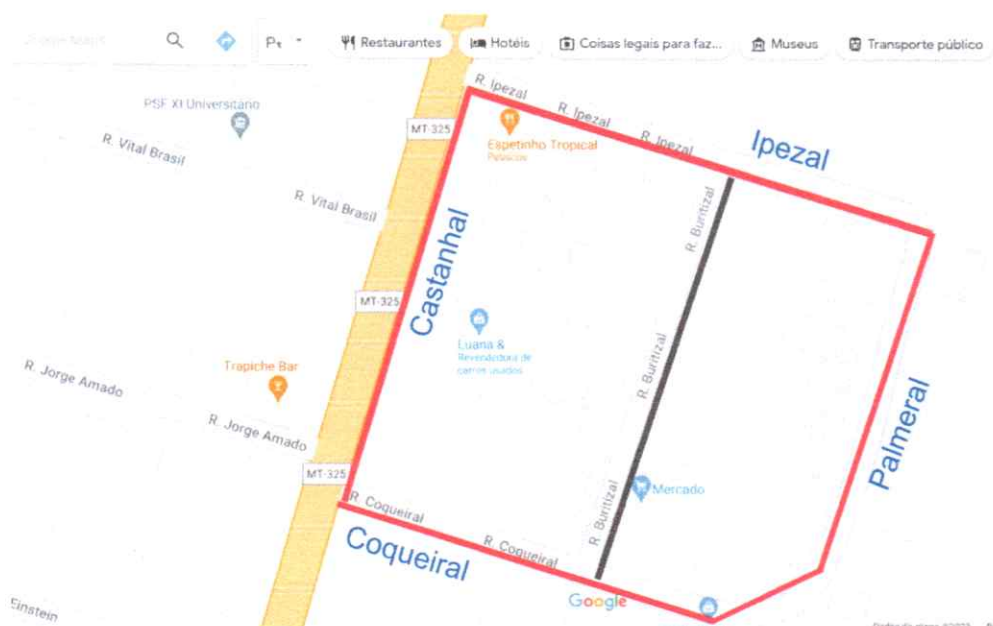 Restaurantes
Hotéis
Coisas legais para faz...
Museus
Transporte público
R. Ipezal
R. Ipezal
R. Ipezal
Ipezal
PSF XI Universitario
MT-325
Espetinho Tropical
R. Vital Brasil
R. Vital Brasil
R. Buritizal
Castanhal
MT-325
Luana &
Revendedora de
carros usados
R. Buritizal
Trapiche Bar
R. Jorge Amado
R. Jorge Amado
Palmeral
MT-325
Mercado
R. Coqueiral
R. Buritizal
R. Coqueiral
Coqueiral
Google
Einstein